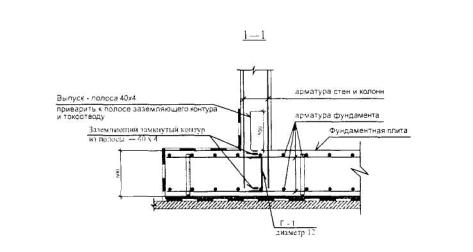 1—1
Выпуск - полоса 40х4
приварить к полосе заземляющего контура
и токоотводу
арматура стен и колонн
арматура фундамента
Заземляющий замкнутый контур
из полосы — 40 х 4
Фундаментная плита
Г - 1
диаметр 12